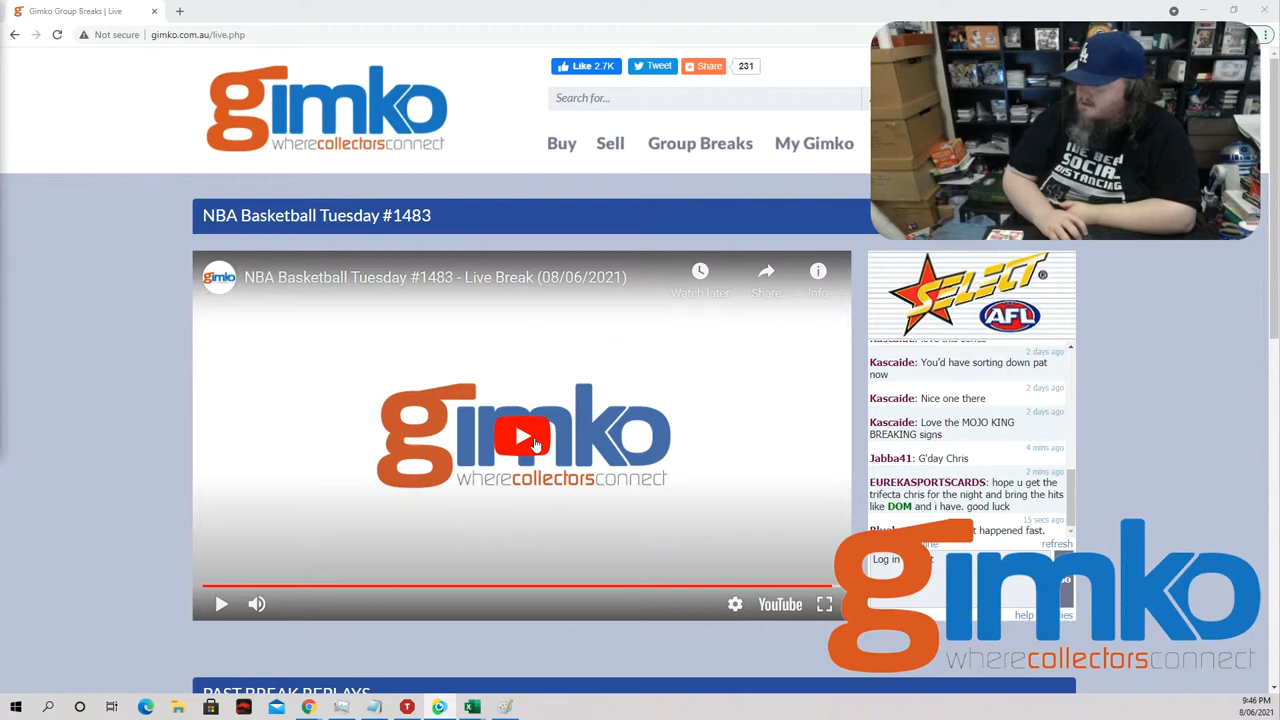 Gimko Group Breaks | Live
Not secure
gimko.com.au/live.php
Like 2.7K
Tweet
Share
231
gimko
wherecollectorsconnect
Search for...
Buy
Sell
Group Breaks
My Gimko
SOCIAL
DISTANCING
NBA Basketball Tuesday #1483
gimko
NBA Basketball Tuesday #1483 - Live Break (08/06/2021)
Watch later
Share
Info
gimko
wherecollectorsconnect
YouTube
SELECT
AFL
2 days ago
Kascaide: You'd have sorting down pat
now
2 days ago
Kascaide: Nice one there
2 days ago
Kascaide: Love the MOJO KING
BREAKING signs
4 mins ago
Jabba41: G'day Chris
2 mins ago
EUREKASPORTSCARDS: hope u get the
trifecta chris for the night and bring the hits
like DOM and i have. good luck
15 secs ago
happened fast.
refresh
Log in
help
gimko
wherecollectorsconnect
PAST BREAK REPLAYS
9:46 PM
8/06/2021